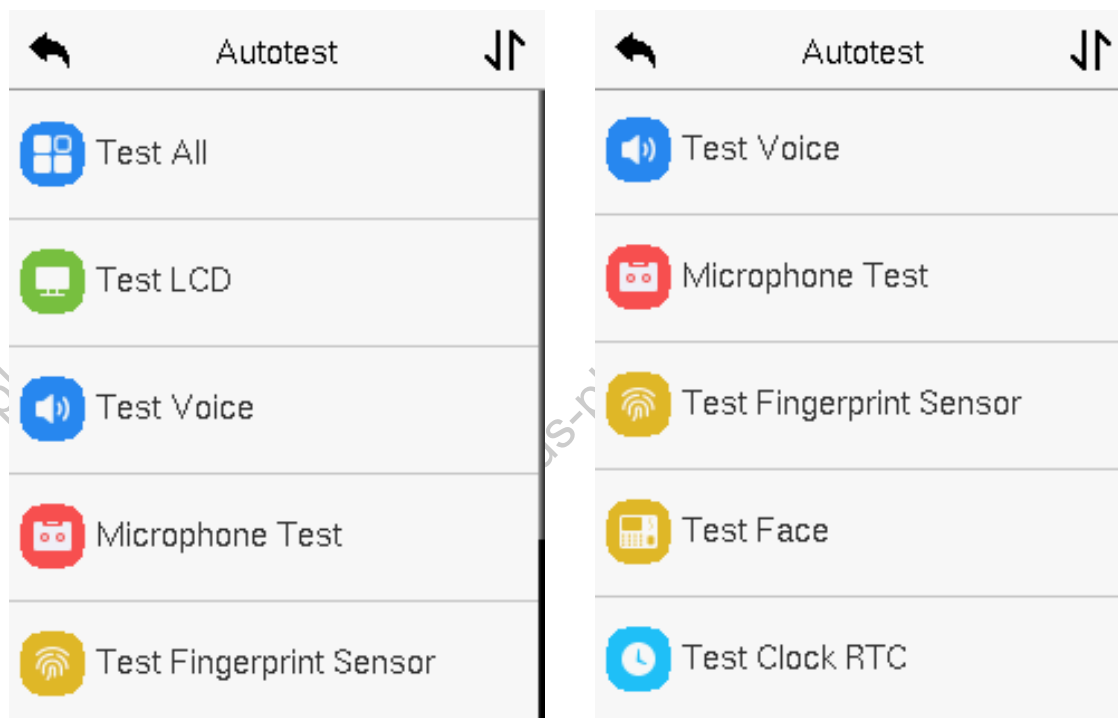 Autotest
Test All
Test LCD
Test Voice
Microphone Test
Test Fingerprint Sensor
Autotest
Test Voice
Microphone Test
Test Fingerprint Sensor
Test Face
Test Clock RTC